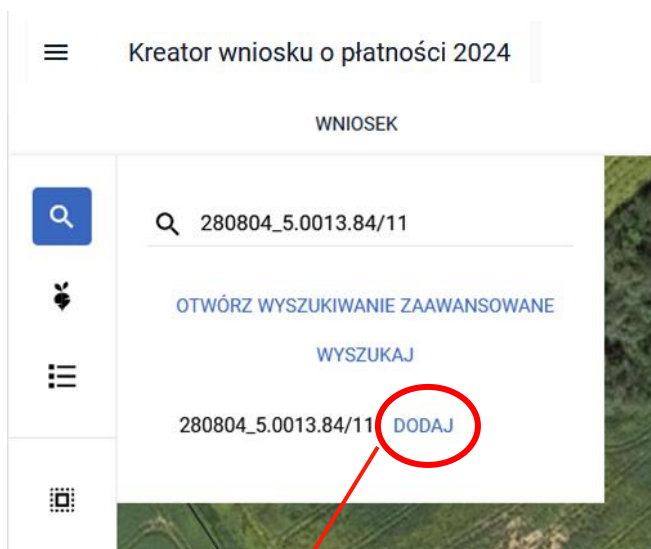 Kreator wniosku o płatności 2024
WNIOSEK
280804_5.0013.84/11
OTWÓRZ WYSZUKIWANIE ZAAWANSOWANE
WYSZUKAJ
280804_5.0013.84/11 DODAJ